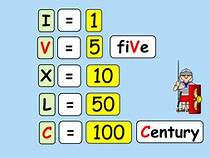 I = 1
V = 5 fiVe
X = 10
L = 50
C = 100 Century